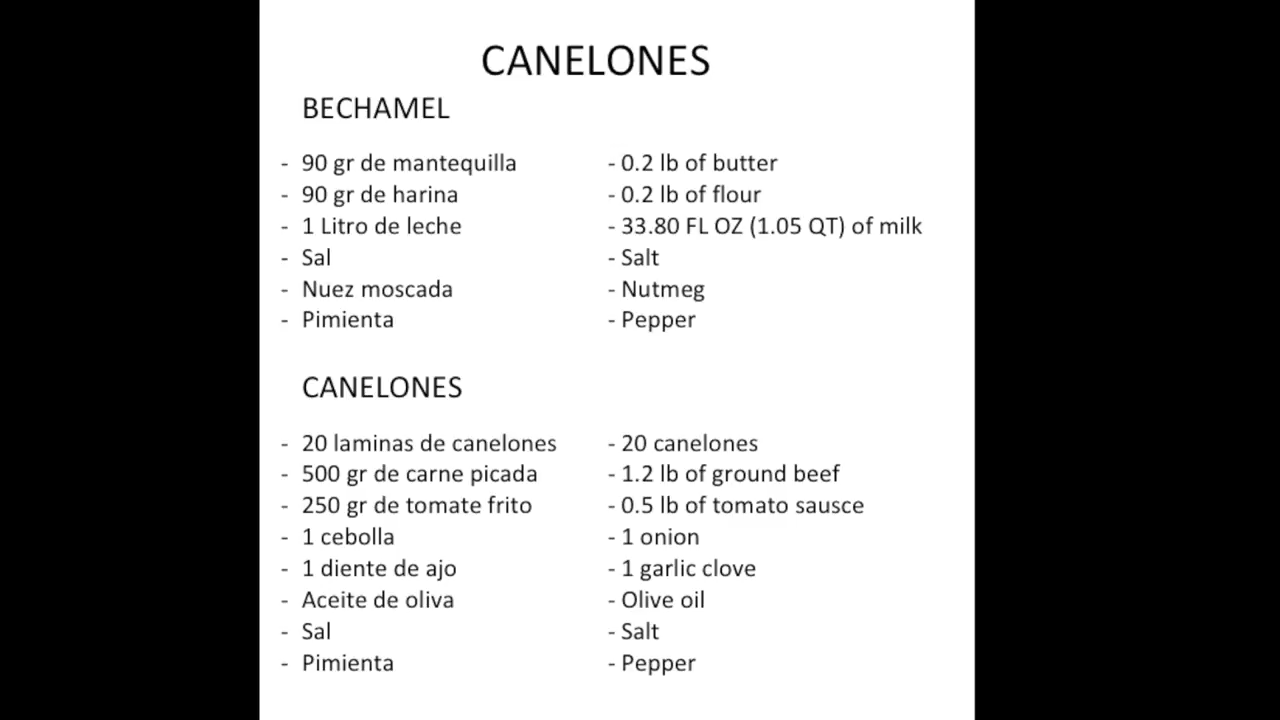 CANELONES
BECHAMEL
- 90 gr de mantequilla - 0.2 lb of butter
- 90 gr de harina - 0.2 lb of flour
- 1 Litro de leche - 33.80 FL OZ (1.05 QT) of milk
- Sal - Salt
- Nuez moscada - Nutmeg
- Pimienta - Pepper
CANELONES
- 20 laminas de canelones - 20 canelones
- 500 gr de carne picada - 1.2 lb of ground beef
- 250 gr de tomate frito - 0.5 lb of tomato sausce
- 1 cebolla - 1 onion
- 1 diente de ajo - 1 garlic clove
- Aceite de oliva - Olive oil
- Sal - Salt
- Pimienta - Pepper